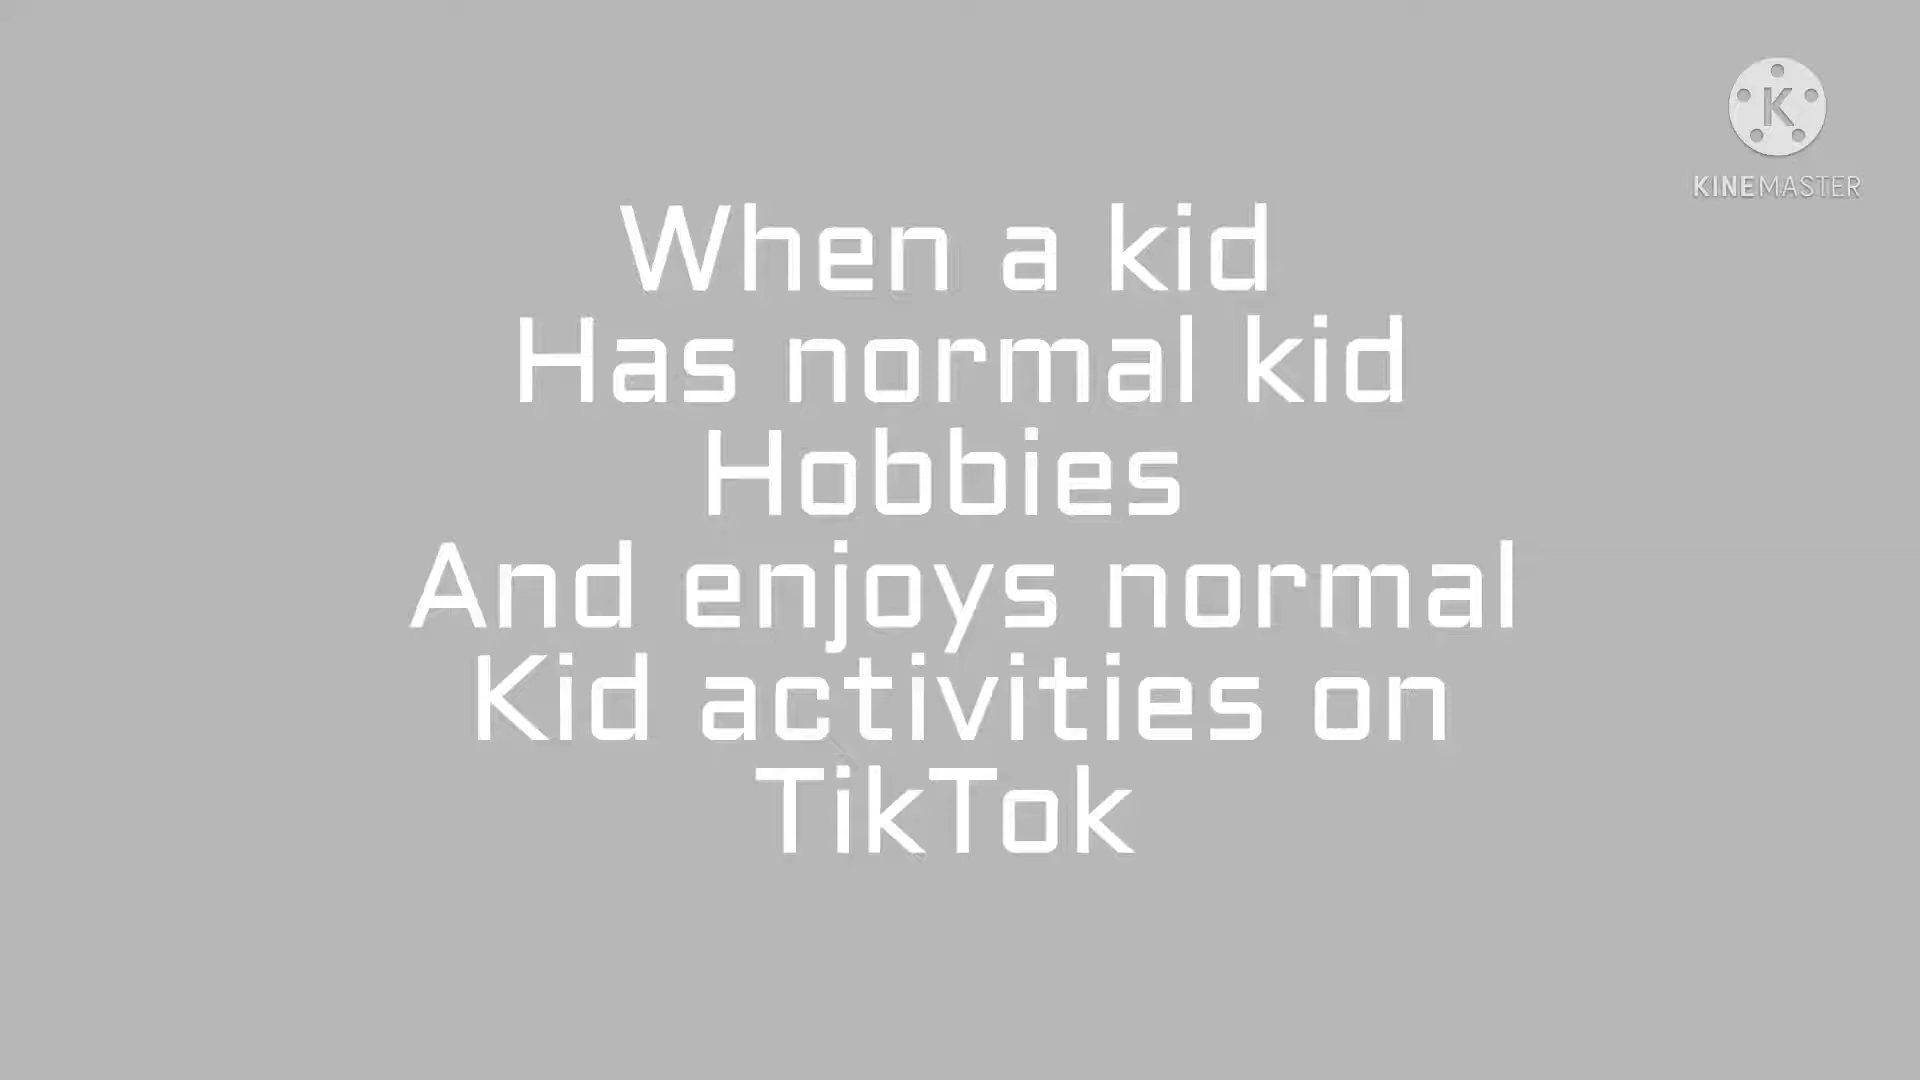 K
KINEMASTER
When a kid
Has normal kid
Hobbies
And enjoys normal
Kid activities on
TikTok